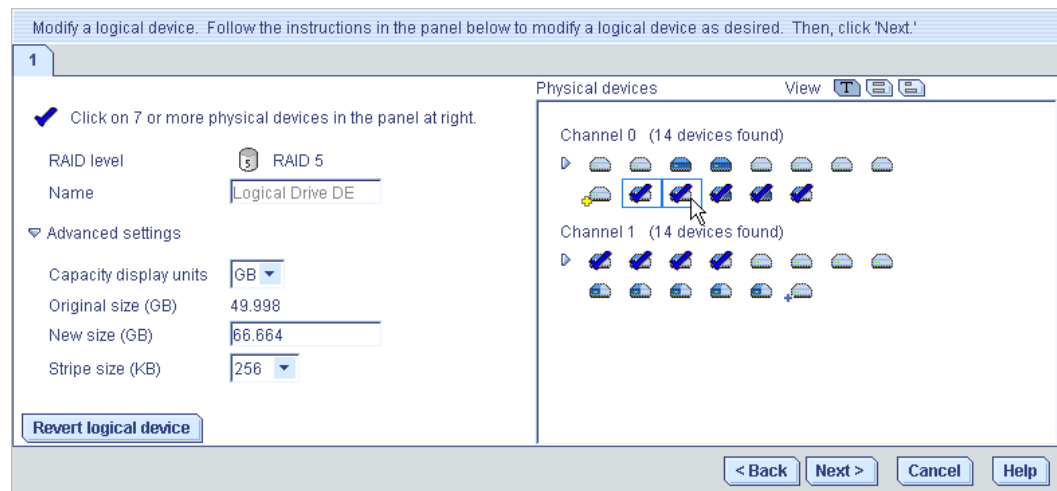 Modify a logical device. Follow the instructions in the panel below to modify a logical device as desired. Then, click 'Next.'
1
Physical devices
View T
Click on 7 or more physical devices in the panel at right.
RAID level
5 RAID 5
Name
Logical Drive DE
Advanced settings
Capacity display units
GB
Original size (GB)
49.998
New size (GB)
66.664
Stripe size (KB)
256
Revert logical device
Channel 0 (14 devices found)
Channel 1 (14 devices found)
< Back
Next >
Cancel
Help